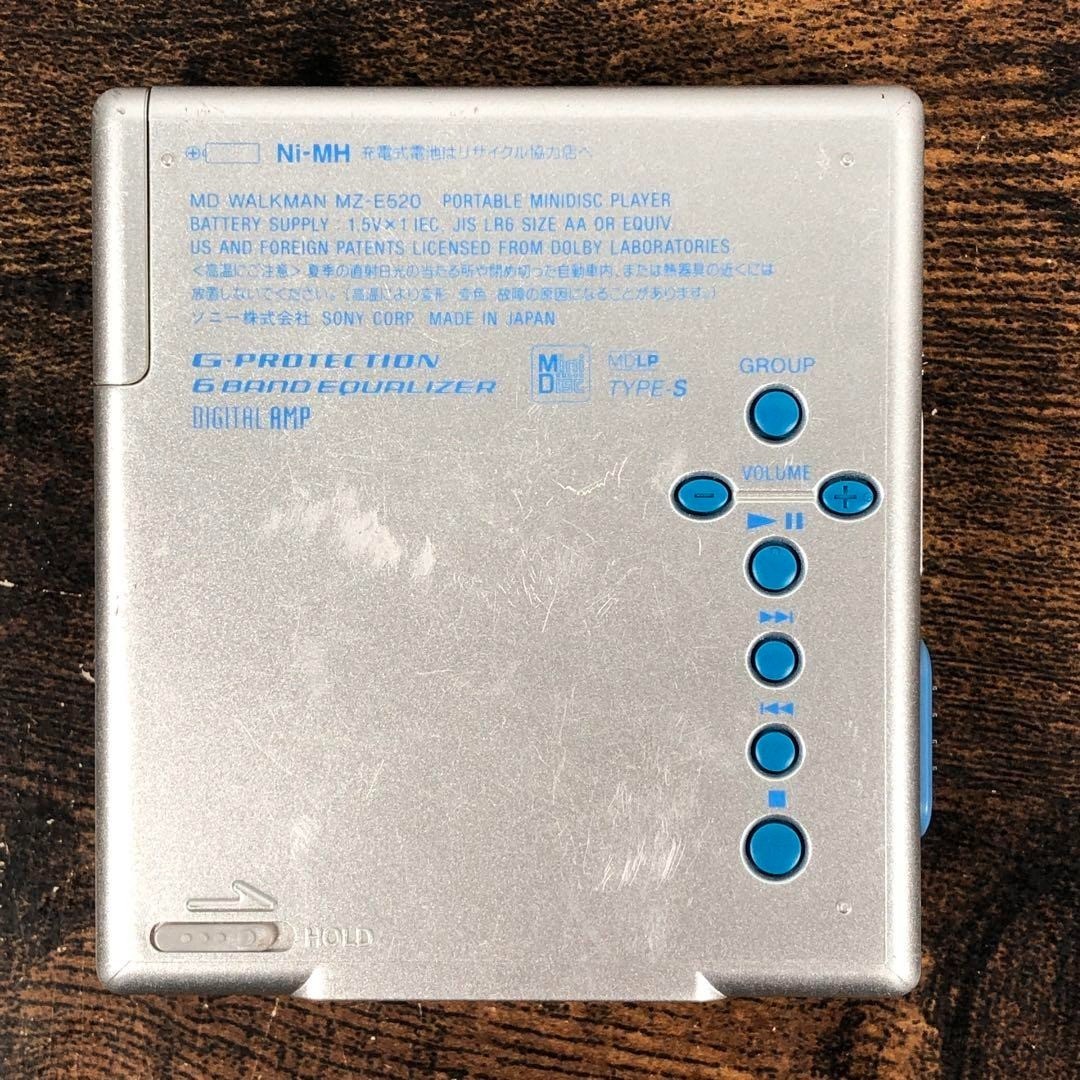 Ni-MH 充電式電池はリサイクル協力店へ
MD WALKMAN MZ-E520 PORTABLE MINIDISC PLAYER
BATTERY SUPPLY : 1.5V×1 IEC, JIS LR6 SIZE AA OR EQUIV.
US AND FOREIGN PATENTS LICENSED FROM DOLBY LABORATORIES
<高温にご注意> 夏季の直射日光の当たる所や閉め切った自動車内、または熱器具の近くには
放置しないでください。(高温により変形・変色・故障の原因になることがあります。)
ソニー株式会社 SONY CORP. MADE IN JAPAN
G-PROTECTION
6 BAND EQUALIZER
DIGITAL AMP
Mini Disc
MDLP
TYPE-S
GROUP
VOLUME
- +
HOLD